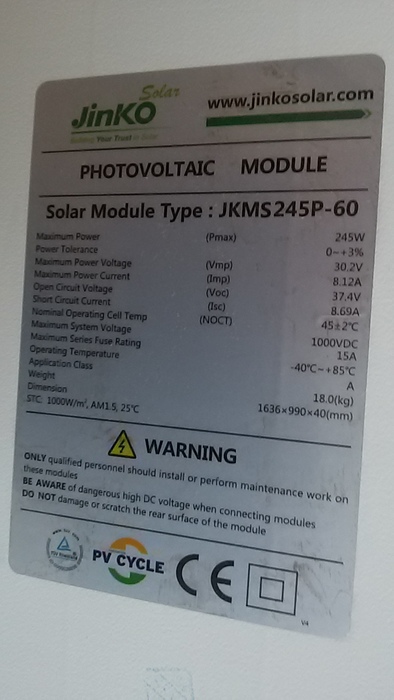 Solar
JinKO
Building Your Trust in Solar
www.jinkosolar.com
PHOTOVOLTAIC MODULE
Solar Module Type : JKMS245P-60
Maximum Power (Pmax) 245W
Power Tolerance 0~+3%
Maximum Power Voltage (Vmp) 30.2V
Maximum Power Current (Imp) 8.12A
Open Circuit Voltage (Voc) 37.4V
Short Circuit Current (Isc) 8.69A
Nominal Operating Cell Temp (NOCT) 45±2℃
Maximum System Voltage 1000VDC
Maximum Series Fuse Rating 15A
Operating Temperature -40℃~+85℃
Application Class A
Weight 18.0(kg)
Dimension 1636×990×40(mm)
STC: 1000W/m², AM1.5, 25℃
WARNING
ONLY qualified personnel should install or perform maintenance work on
these modules
BE AWARE of dangerous high DC voltage when connecting modules
DO NOT damage or scratch the rear surface of the module
PV CYCLE
CE
V4